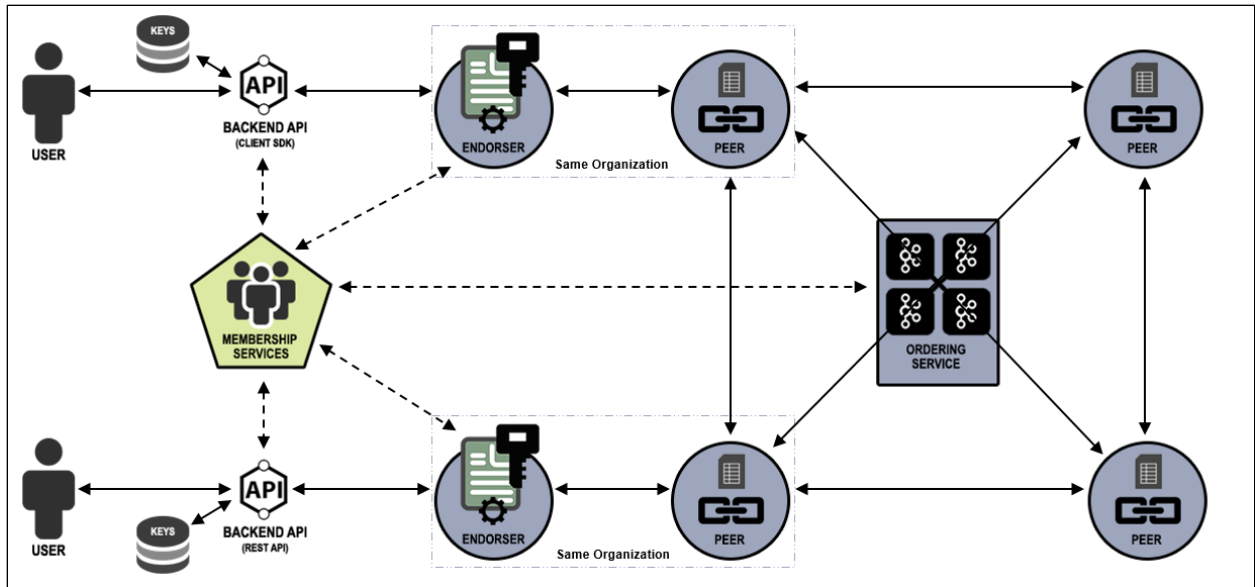 KEYS
API
USER
BACKEND API
(CLIENT SDK)
ENDORSER
PEER
PEER
Same Organization
MEMBERSHIP
SERVICES
ORDERING
SERVICE
API
USER
KEYS
BACKEND API
(REST API)
ENDORSER
PEER
PEER
Same Organization